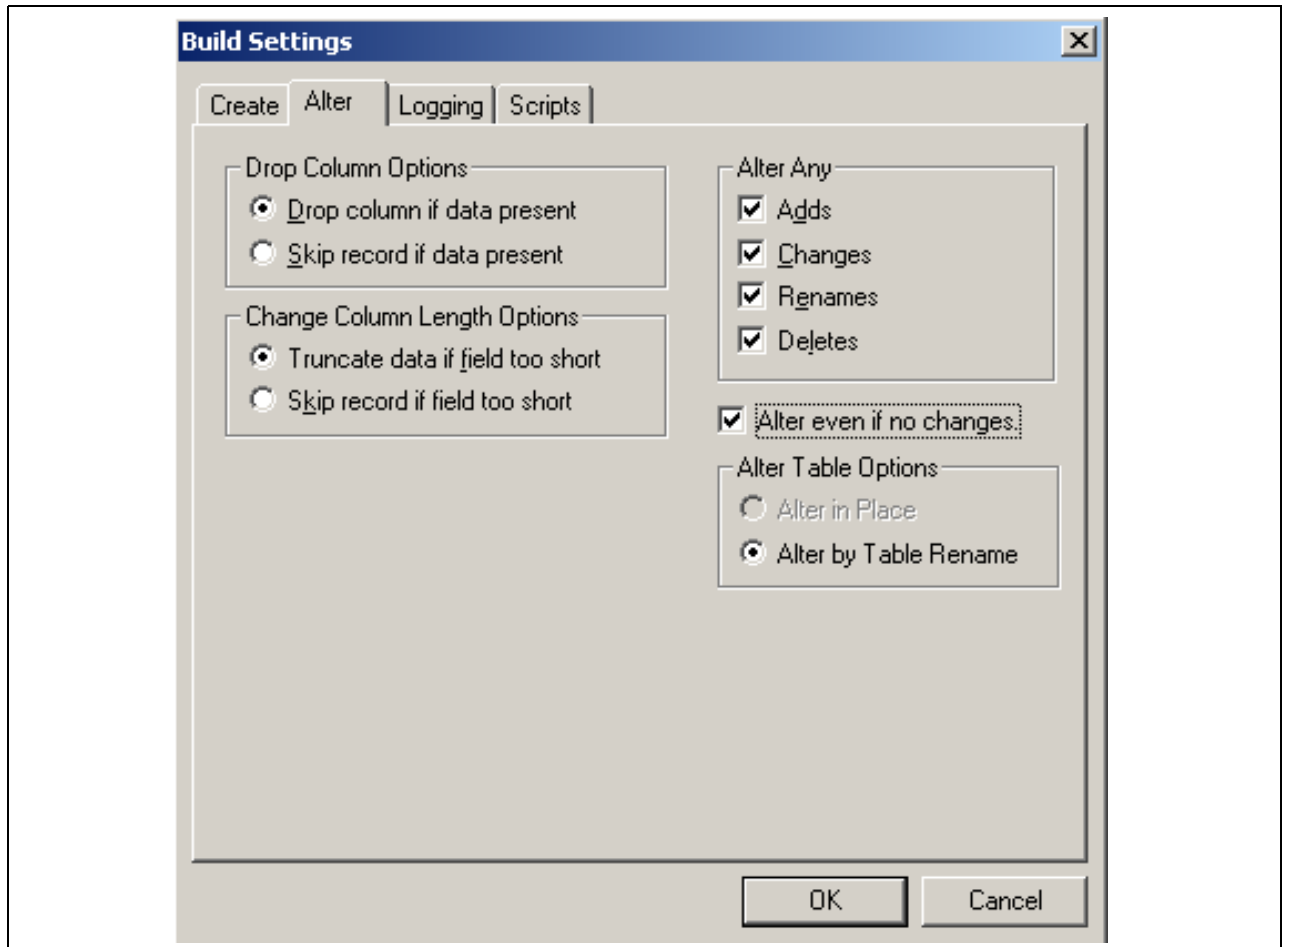 Build Settings
Create Alter Logging Scripts
Drop Column Options
Drop column if data present
Skip record if data present
Change Column Length Options
Truncate data if field too short
Skip record if field too short
Alter Any
Adds
Changes
Renames
Deletes
Alter even if no changes.
Alter Table Options
Alter in Place
Alter by Table Rename
OK Cancel